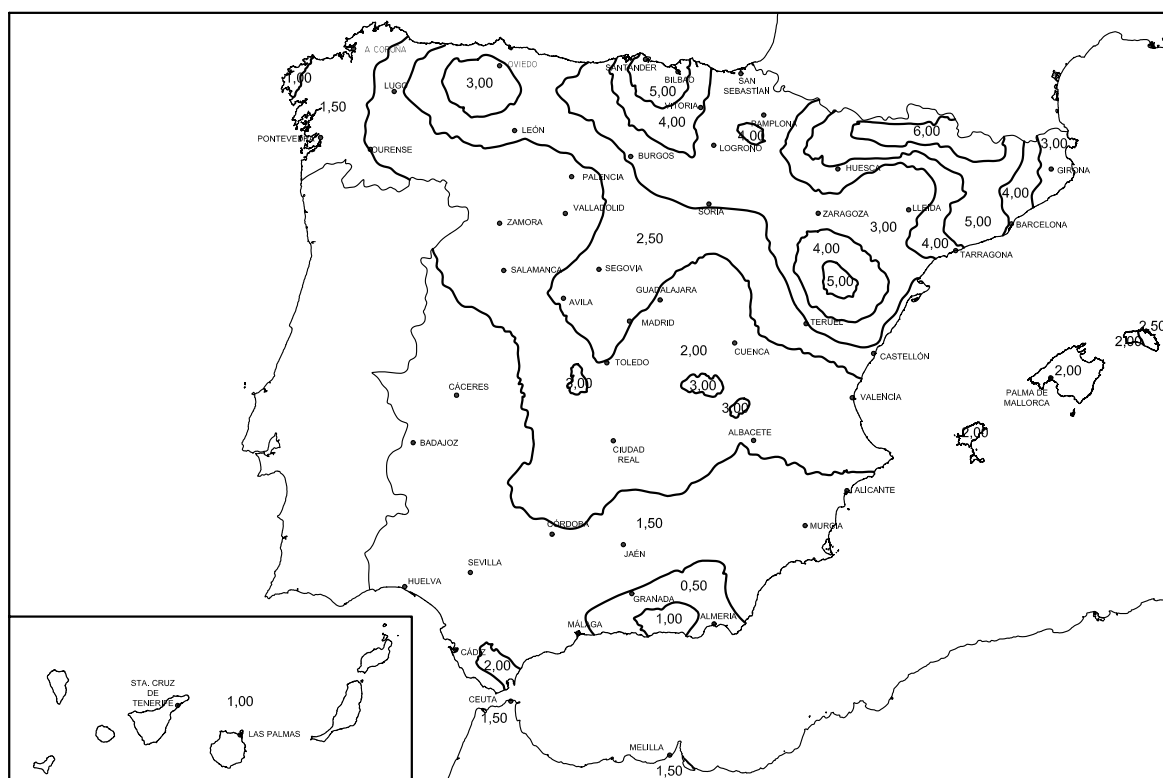 A CORUÑA
OVIEDO
SANTANDER
BILBAO
SAN
SEBASTIÁN
1,00
LUGO
3,00
5,00
VITORIA
1,50
4,00
PAMPLONA
4,00
6,00
PONTEVEDRA
LEÓN
OURENSE
BURGOS
LOGROÑO
3,00
HUESCA
GIRONA
PALENCIA
4,00
ZAMORA
VALLADOLID
SORIA
ZARAGOZA
LLEIDA
3,00
5,00
BARCELONA
2,50
4,00
4,00
TARRAGONA
SALAMANCA
SEGOVIA
5,00
AVILA
GUADALAJARA
MADRID
TERUEL
2,50
2,00
2,00
CUENCA
TOLEDO
CASTELLÓN
2,00
3,00
3,00
CÁCERES
PALMA DE
MALLORCA
VALENCIA
3,00
2,00
BADAJOZ
CIUDAD
REAL
ALBACETE
ALICANTE
1,50
CÓRDOBA
MURCIA
JAÉN
SEVILLA
HUELVA
0,50
GRANADA
1,00
ALMERIA
MÁLAGA
CÁDIZ
2,00
CEUTA
1,50
MELILLA
1,50
STA. CRUZ
DE
TENERIFE
1,00
LAS PALMAS